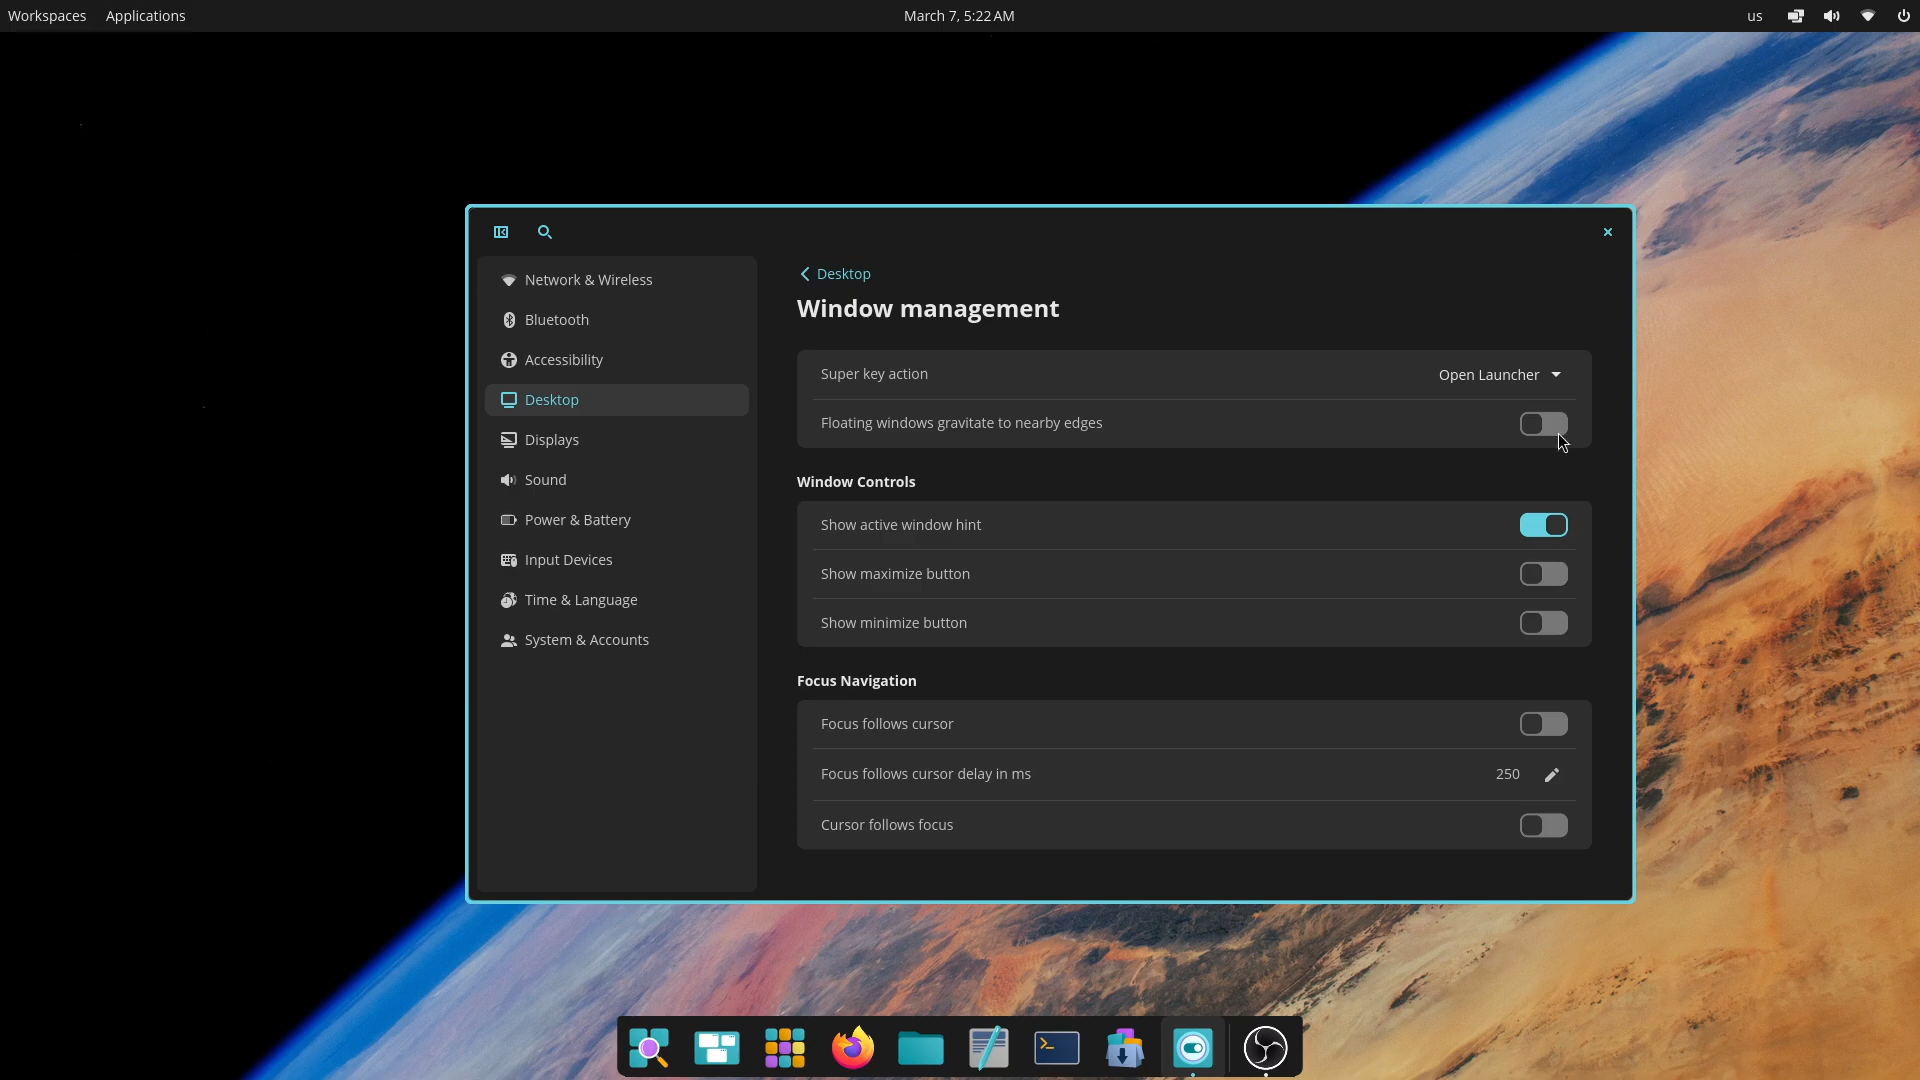 Workspaces Applications March 7, 5:22 AM us
Desktop
Window management
Network & Wireless
Bluetooth
Accessibility
Desktop
Displays
Sound
Power & Battery
Input Devices
Time & Language
System & Accounts
Super key action Open Launcher
Floating windows gravitate to nearby edges
Window Controls
Show active window hint
Show maximize button
Show minimize button
Focus Navigation
Focus follows cursor
Focus follows cursor delay in ms 250
Cursor follows focus